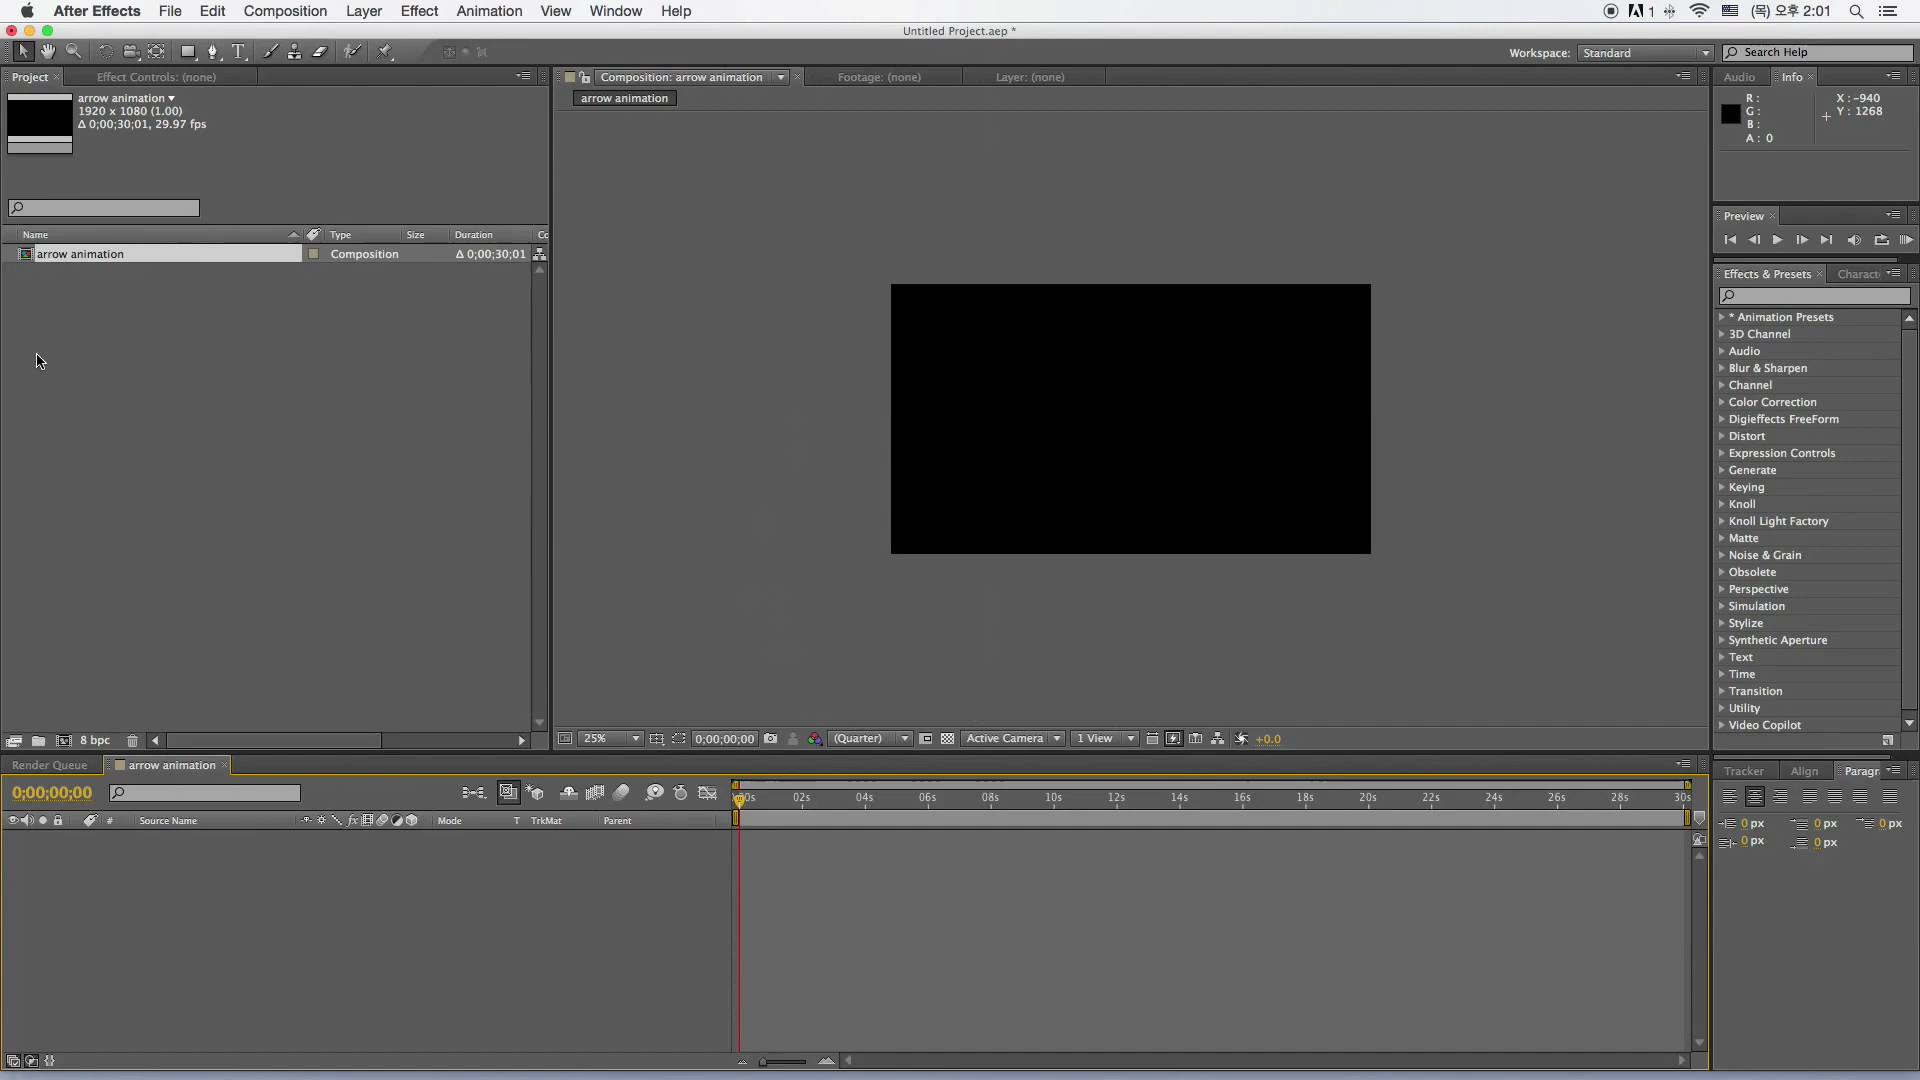 After Effects File Edit Composition Layer Effect Animation View Window Help 1 (목) 오후 2:01
Untitled Project.aep *
Workspace: Standard Search Help
Project Effect Controls: (none) Composition: arrow animation Footage: (none) Layer: (none) Audio Info
arrow animation
1920 x 1080 (1.00)
Δ 0;00;30;01, 29.97 fps
arrow animation
R :
G :
B :
A : 0
X : -940
Y : 1268
Preview
Name Type Size Duration Co
arrow animation Composition Δ 0;00;30;01
Effects & Presets Charact
* Animation Presets
3D Channel
Audio
Blur & Sharpen
Channel
Color Correction
Digieffects FreeForm
Distort
Expression Controls
Generate
Keying
Knoll
Knoll Light Factory
Matte
Noise & Grain
Obsolete
Perspective
Simulation
Stylize
Synthetic Aperture
Text
Time
Transition
Utility
Video Copilot
8 bpc
25% 0;00;00;00 (Quarter) Active Camera 1 View +0.0
Render Queue arrow animation
Tracker Align Paragr
0;00;00;00
00s 02s 04s 06s 08s 10s 12s 14s 16s 18s 20s 22s 24s 26s 28s 30s
# Source Name fx Mode T TrkMat Parent
0 px 0 px 0 px
0 px 0 px